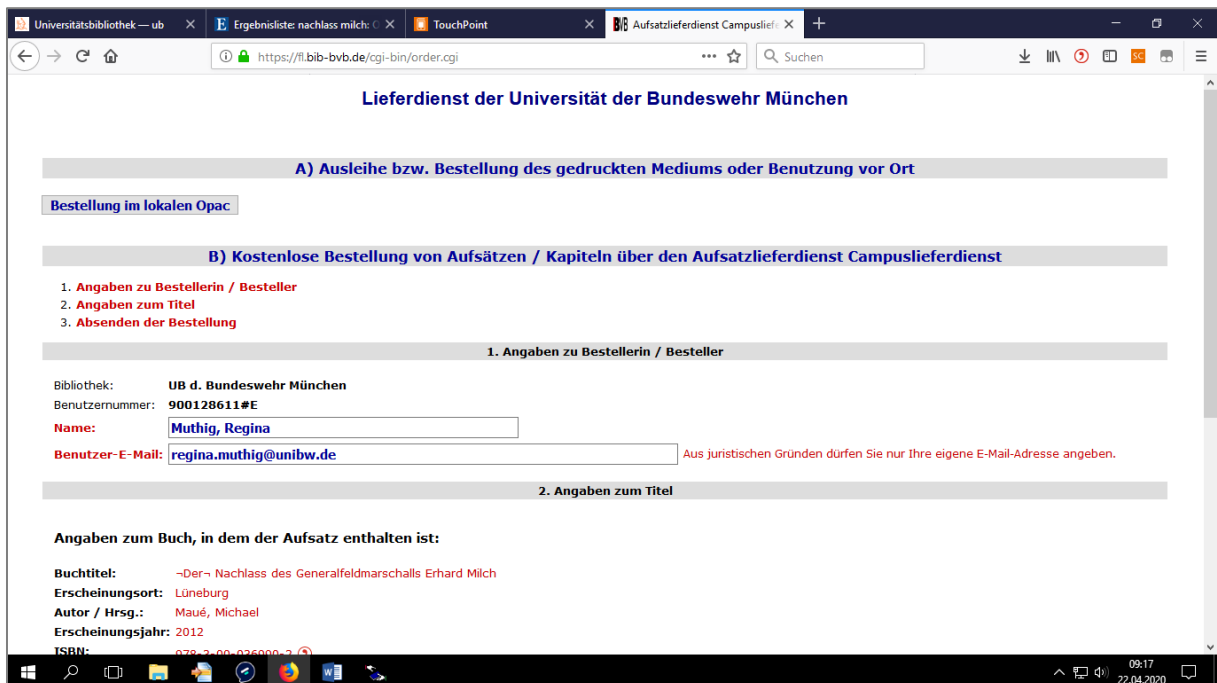 Universitätsbibliothek — ub
Ergebnisliste: nachlass milch:
TouchPoint
Aufsatzlieferdienst Campusliefe
https://fl.bib-bvb.de/cgi-bin/order.cgi
Suchen
Lieferdienst der Universität der Bundeswehr München
A) Ausleihe bzw. Bestellung des gedruckten Mediums oder Benutzung vor Ort
Bestellung im lokalen Opac
B) Kostenlose Bestellung von Aufsätzen / Kapiteln über den Aufsatzlieferdienst Campuslieferdienst
1. Angaben zu Bestellerin / Besteller
2. Angaben zum Titel
3. Absenden der Bestellung
1. Angaben zu Bestellerin / Besteller
Bibliothek: UB d. Bundeswehr München
Benutzernummer: 900128611#E
Name: Muthig, Regina
Benutzer-E-Mail: regina.muthig@unibw.de Aus juristischen Gründen dürfen Sie nur Ihre eigene E-Mail-Adresse angeben.
2. Angaben zum Titel
Angaben zum Buch, in dem der Aufsatz enthalten ist:
Buchtitel: ¬Der¬ Nachlass des Generalfeldmarschalls Erhard Milch
Erscheinungsort: Lüneburg
Autor / Hrsg.: Maué, Michael
Erscheinungsjahr: 2012
ISBN:
09:17
22.04.2020